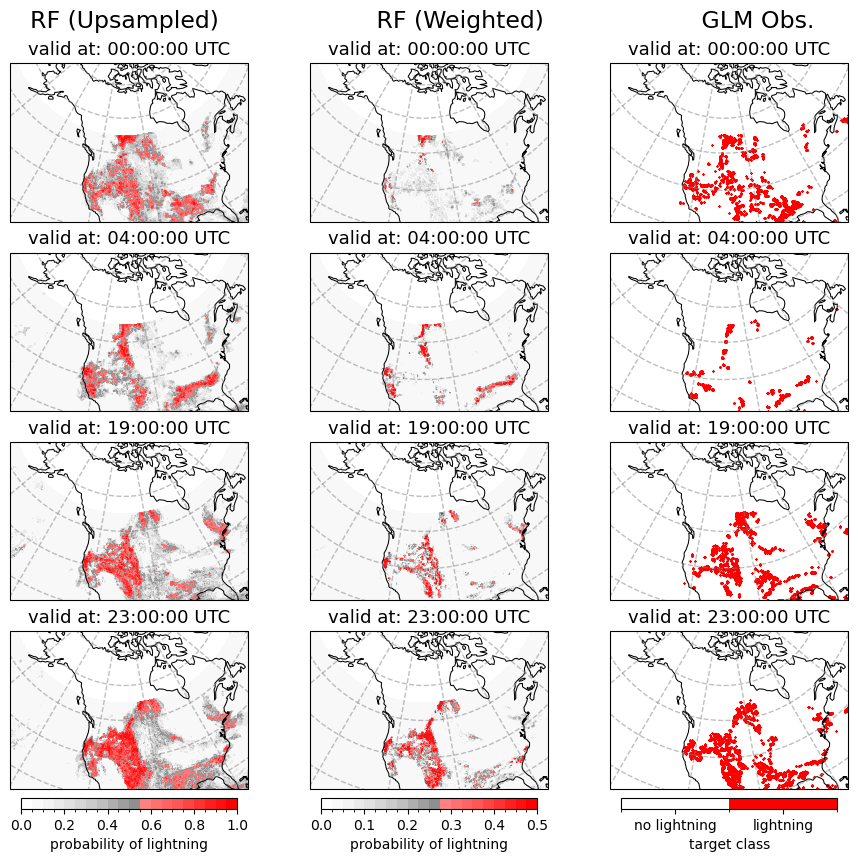 RF (Upsampled) RF (Weighted) GLM Obs.
valid at: 00:00:00 UTC valid at: 00:00:00 UTC valid at: 00:00:00 UTC
valid at: 04:00:00 UTC valid at: 04:00:00 UTC valid at: 04:00:00 UTC
valid at: 19:00:00 UTC valid at: 19:00:00 UTC valid at: 19:00:00 UTC
valid at: 23:00:00 UTC valid at: 23:00:00 UTC valid at: 23:00:00 UTC
0.0 0.2 0.4 0.6 0.8 1.0 0.0 0.1 0.2 0.3 0.4 0.5 no lightning lightning
probability of lightning probability of lightning target class